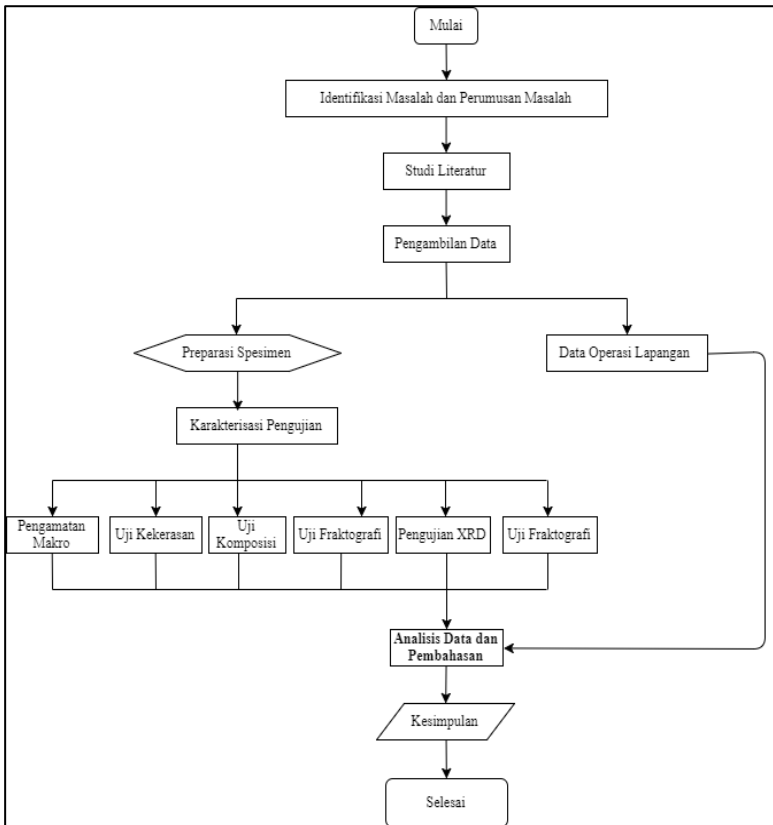 Mulai
Identifikasi Masalah dan Perumusan Masalah
Studi Literatur
Pengambilan Data
Preparasi Spesimen
Data Operasi Lapangan
Karakterisasi Pengujian
Pengamatan
Makro
Uji Kekerasan
Uji
Komposisi
Uji Fraktografi
Pengujian XRD
Uji Fraktografi
Analisis Data dan
Pembahasan
Kesimpulan
Selesai